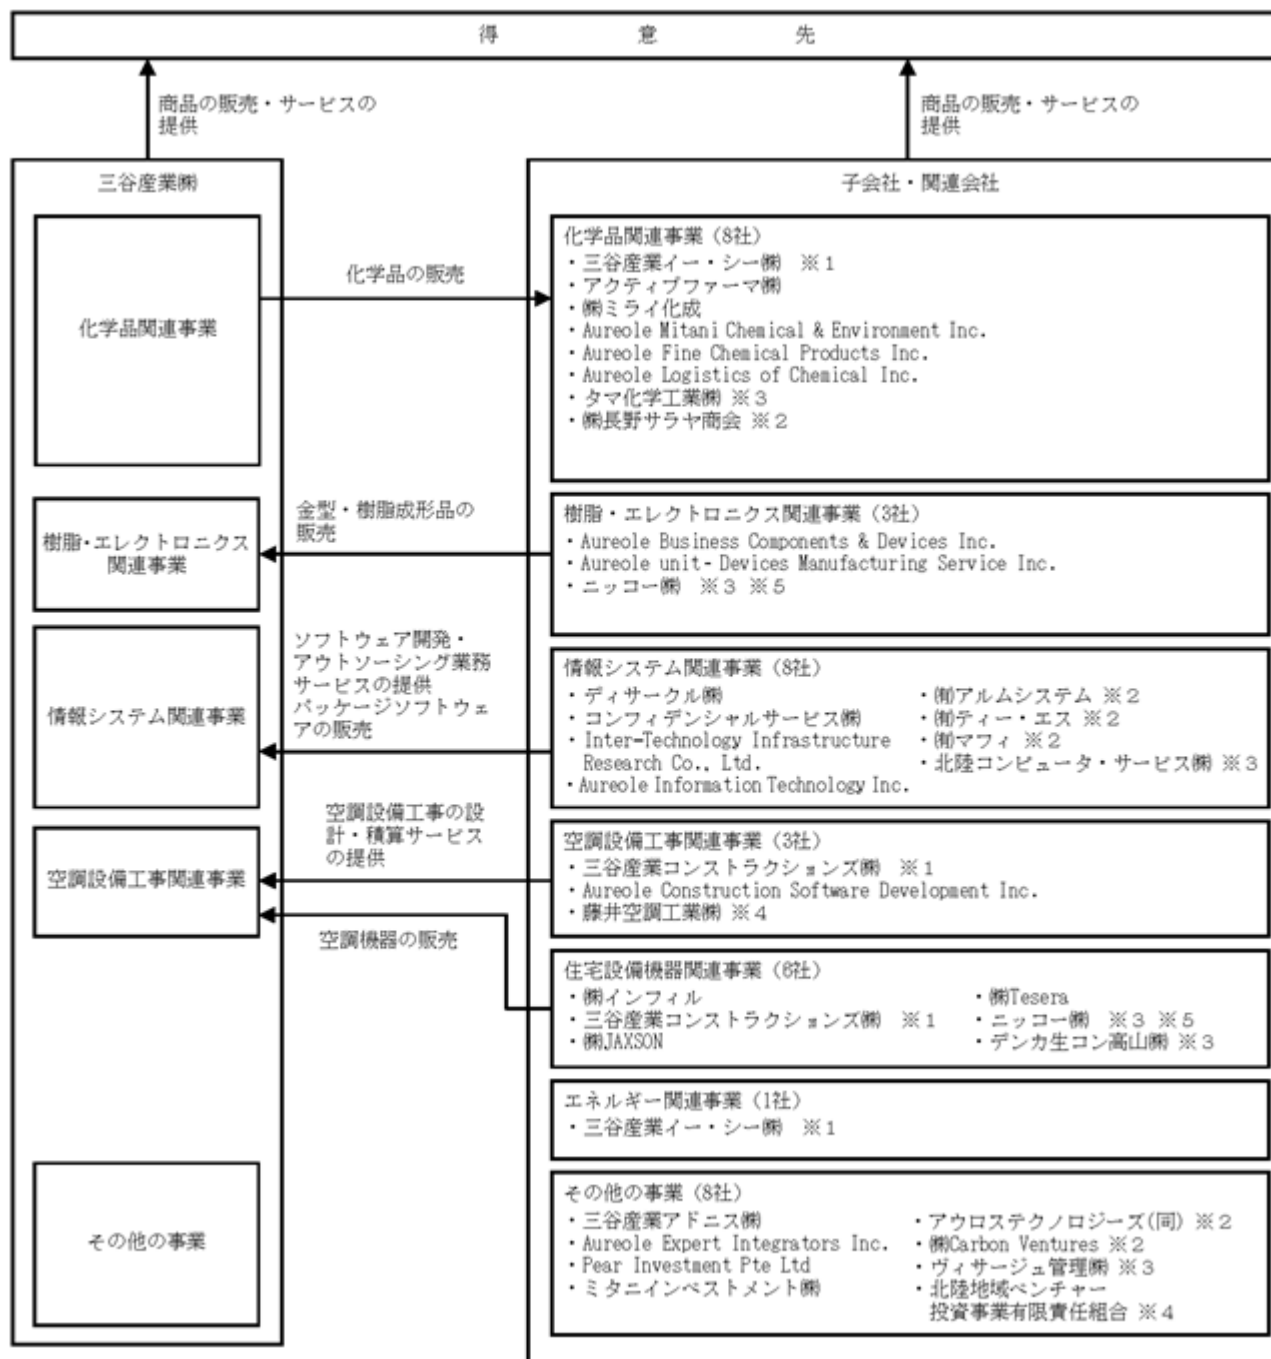 得意先
商品の販売・サービスの
提供
商品の販売・サービスの
提供
三谷産業㈱
子会社・関連会社
化学品関連事業
化学品の販売
化学品関連事業（8社）
・三谷産業イー・シー㈱　※１
・アクティブファーマ㈱
・㈱ミライ化成
・Aureole Mitani Chemical & Environment Inc.
・Aureole Fine Chemical Products Inc.
・Aureole Logistics of Chemical Inc.
・タマ化学工業㈱ ※３
・㈱長野サラヤ商会 ※２
樹脂・エレクトロニクス
関連事業
金型・樹脂成形品の
販売
樹脂・エレクトロニクス関連事業（3社）
・Aureole Business Components & Devices Inc.
・Aureole unit- Devices Manufacturing Service Inc.
・ニッコー㈱　※３ ※５
情報システム関連事業
ソフトウェア開発・
アウトソーシング業務
サービスの提供
パッケージソフトウェ
アの販売
情報システム関連事業（8社）
・ディサークル㈱
・コンフィデンシャルサービス㈱
・Inter-Technology Infrastructure
Research Co., Ltd.
・Aureole Information Technology Inc.
・㈲アルムシステム ※２
・㈲ティー・エス ※２
・㈲マフィ ※２
・北陸コンピュータ・サービス㈱ ※３
空調設備工事関連事業
空調設備工事の設
計・積算サービス
の提供
空調設備工事関連事業（3社）
・三谷産業コンストラクションズ㈱　※１
・Aureole Construction Software Development Inc.
・藤井空調工業㈱ ※４
空調機器の販売
住宅設備機器関連事業（6社）
・㈱インフィル
・三谷産業コンストラクションズ㈱　※１
・㈱JAXSON
・㈱Tesera
・ニッコー㈱　※３ ※５
・デンカ生コン高山㈱ ※３
エネルギー関連事業（1社）
・三谷産業イー・シー㈱　※１
その他の事業
その他の事業（8社）
・三谷産業アドニス㈱
・Aureole Expert Integrators Inc.
・Pear Investment Pte Ltd
・ミタニインベストメント㈱
・アウロステクノロジーズ(同) ※２
・㈱Carbon Ventures ※２
・ヴィサージュ管理㈱ ※３
・北陸地域ベンチャー
投資事業有限責任組合 ※４